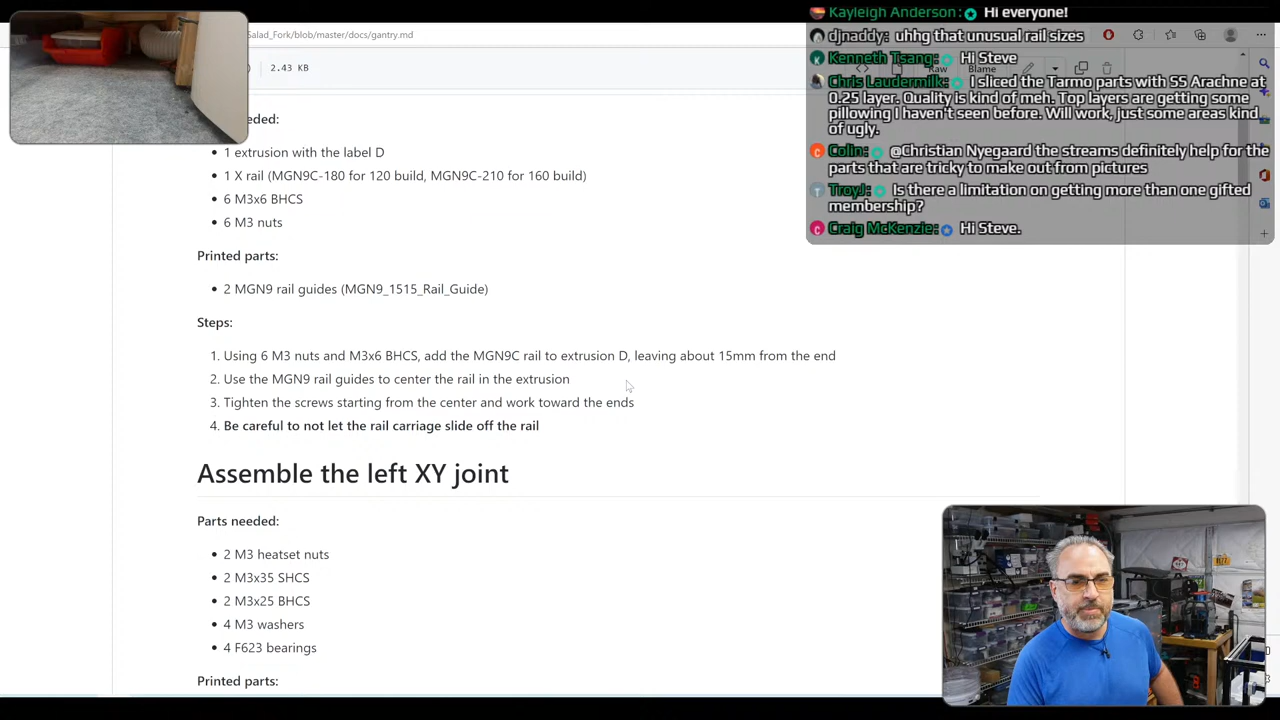 Salad_Fork/blob/master/docs/gantry.md
2.43 KB
Raw
Blame
eeded:
1 extrusion with the label D
1 X rail (MGN9C-180 for 120 build, MGN9C-210 for 160 build)
6 M3x6 BHCS
6 M3 nuts
Printed parts:
2 MGN9 rail guides (MGN9_1515_Rail_Guide)
Steps:
1. Using 6 M3 nuts and M3x6 BHCS, add the MGN9C rail to extrusion D, leaving about 15mm from the end
2. Use the MGN9 rail guides to center the rail in the extrusion
3. Tighten the screws starting from the center and work toward the ends
4. Be careful to not let the rail carriage slide off the rail
Assemble the left XY joint
Parts needed:
2 M3 heatset nuts
2 M3x35 SHCS
2 M3x25 BHCS
4 M3 washers
4 F623 bearings
Printed parts:
Kayleigh Anderson: Hi everyone!
djnaddy: uhhg that unusual rail sizes
Kenneth Tsang: Hi Steve
Chris Laudermilk: I sliced the Tarmo parts with SS Arachne at
0.25 layer. Quality is kind of meh. Top layers are getting some
pillowing I haven't seen before. Will work, just some areas kind
of ugly.
Colin: @Christian Nyegaard the streams definitely help for the
parts that are tricky to make out from pictures
TroyJ: Is there a limitation on getting more than one gifted
membership?
Craig McKenzie: Hi Steve.